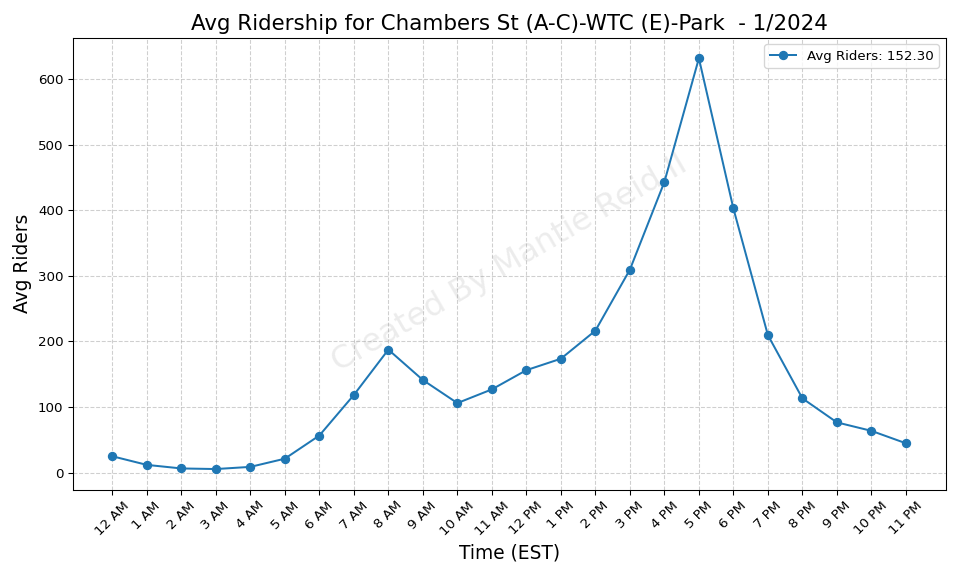 Avg Ridership for Chambers St (A-C)-WTC (E)-Park  - 1/2024
Avg Riders: 152.30
600
500
400
300
200
100
0
Avg Riders
Created By Mantle Reid II
12 AM 1 AM 2 AM 3 AM 4 AM 5 AM 6 AM 7 AM 8 AM 9 AM 10 AM 11 AM 12 PM 1 PM 2 PM 3 PM 4 PM 5 PM 6 PM 7 PM 8 PM 9 PM 10 PM 11 PM
Time (EST)